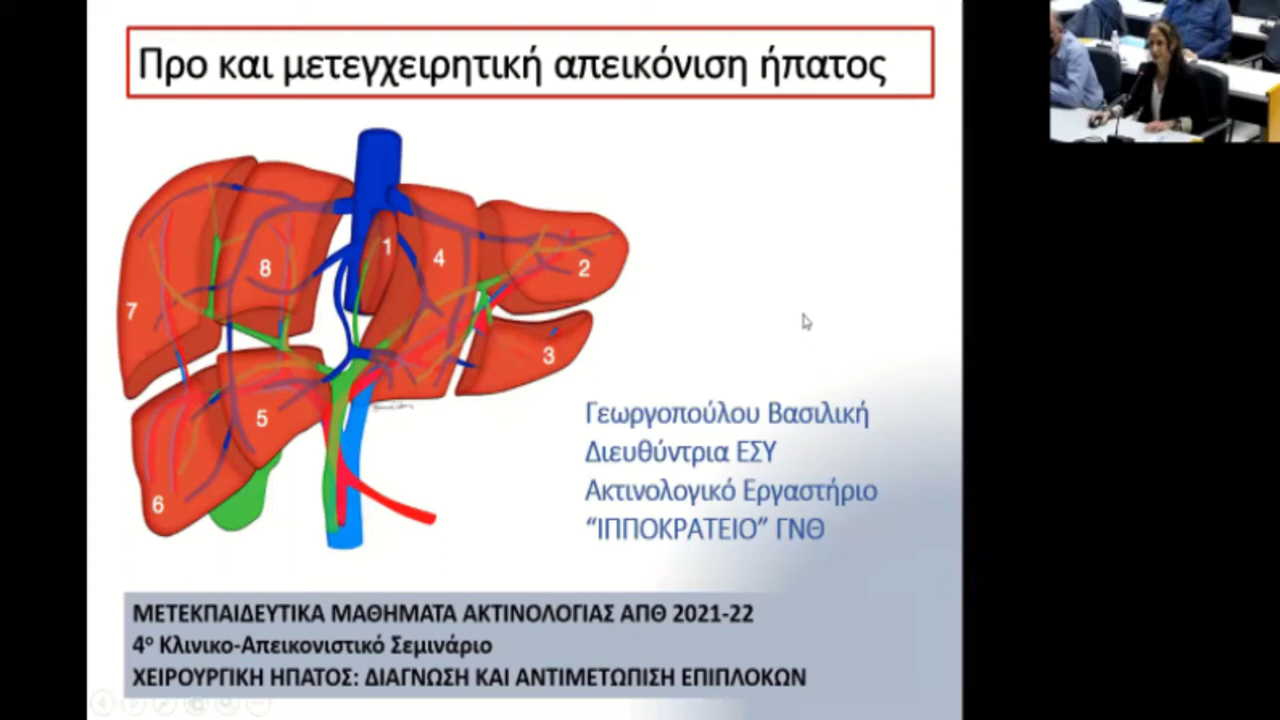 Προ και μετεγχειρητική απεικόνιση ήπατος
1
4
2
8
7
3
5
6
Γεωργοπούλου Βασιλική
Διευθύντρια ΕΣΥ
Ακτινολογικό Εργαστήριο
“ΙΠΠΟΚΡΑΤΕΙΟ” ΓΝΘ
ΜΕΤΕΚΠΑΙΔΕΥΤΙΚΑ ΜΑΘΗΜΑΤΑ ΑΚΤΙΝΟΛΟΓΙΑΣ ΑΠΘ 2021-22
4ο Κλινικο-Απεικονιστικό Σεμινάριο
ΧΕΙΡΟΥΡΓΙΚΗ ΗΠΑΤΟΣ: ΔΙΑΓΝΩΣΗ ΚΑΙ ΑΝΤΙΜΕΤΩΠΙΣΗ ΕΠΙΠΛΟΚΩΝ